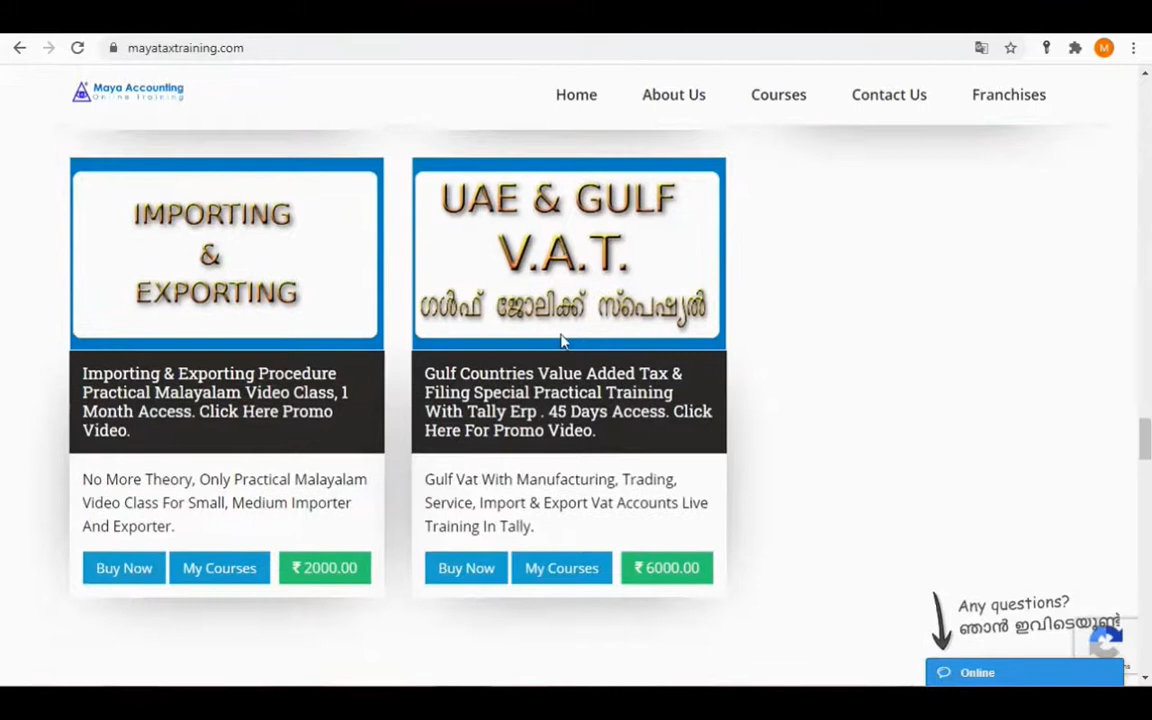 mayataxtraining.com
M
Maya Accounting
Online Training
Home
About Us
Courses
Contact Us
Franchises
IMPORTING
&
EXPORTING
UAE & GULF
V.A.T.
ഗൾഫ് ജോലിക്ക് സ്പെഷ്യൽ
Importing & Exporting Procedure
Practical Malayalam Video Class, 1
Month Access. Click Here Promo
Video.
Gulf Countries Value Added Tax &
Filing Special Practical Training
With Tally Erp . 45 Days Access. Click
Here For Promo Video.
No More Theory, Only Practical Malayalam
Video Class For Small, Medium Importer
And Exporter.
Gulf Vat With Manufacturing, Trading,
Service, Import & Export Vat Accounts Live
Training In Tally.
Buy Now
My Courses
₹ 2000.00
Buy Now
My Courses
₹ 6000.00
Any questions?
ഞാൻ ഇവിടെയുണ്ട്
Online